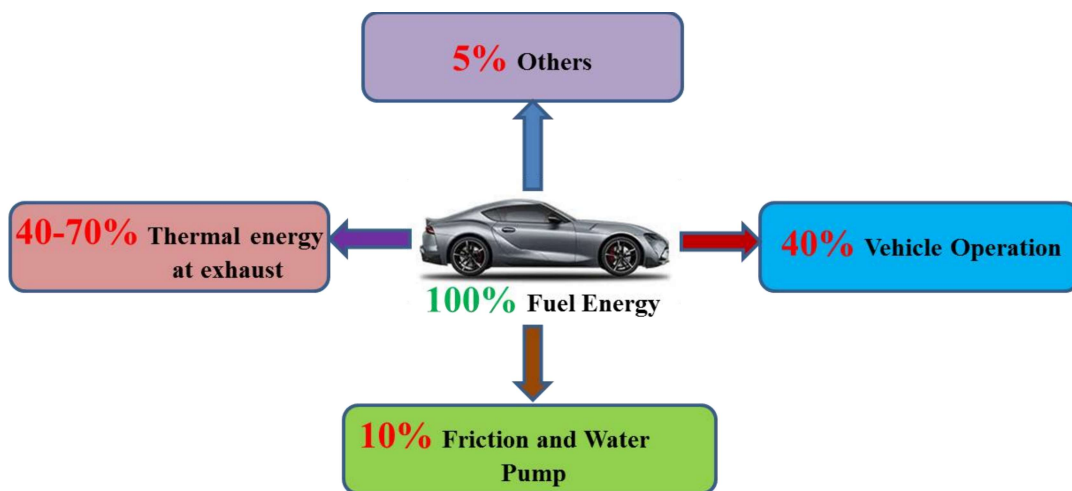 5% Others
40-70% Thermal energy
at exhaust
40% Vehicle Operation
100% Fuel Energy
10% Friction and Water
Pump